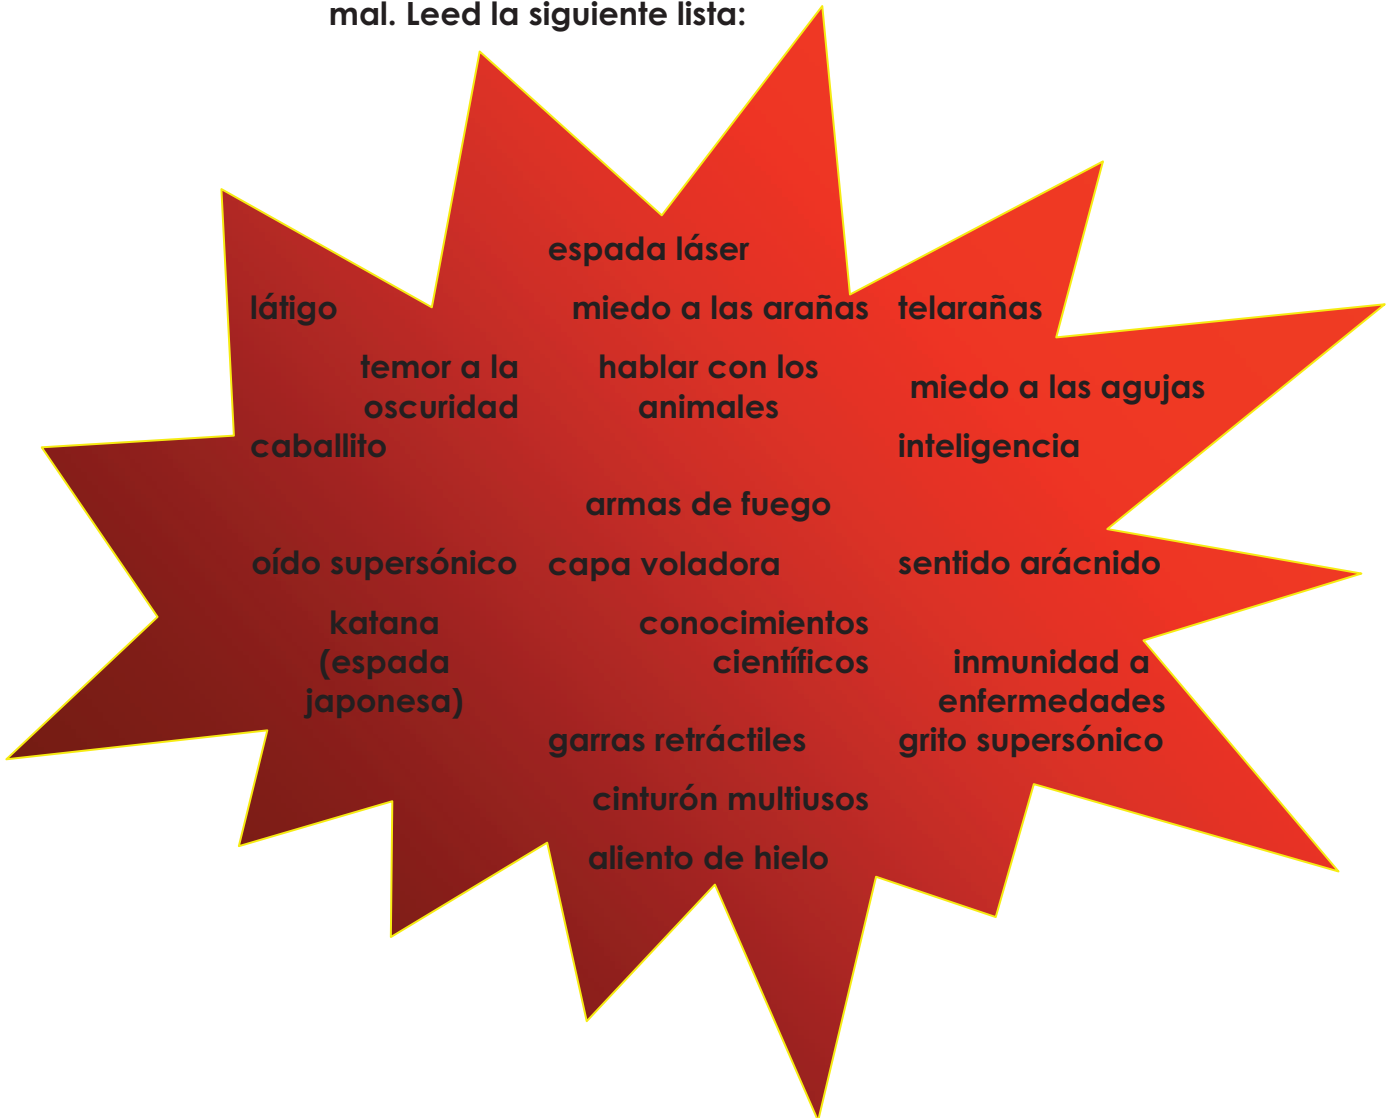 mal. Leed la siguiente lista:
espada láser
látigo
miedo a las arañas
telarañas
temor a la
oscuridad
hablar con los
animales
miedo a las agujas
caballito
inteligencia
armas de fuego
oído supersónico
capa voladora
sentido arácnido
katana
(espada
japonesa)
conocimientos
científicos
inmunidad a
enfermedades
garras retráctiles
grito supersónico
cinturón multiusos
aliento de hielo